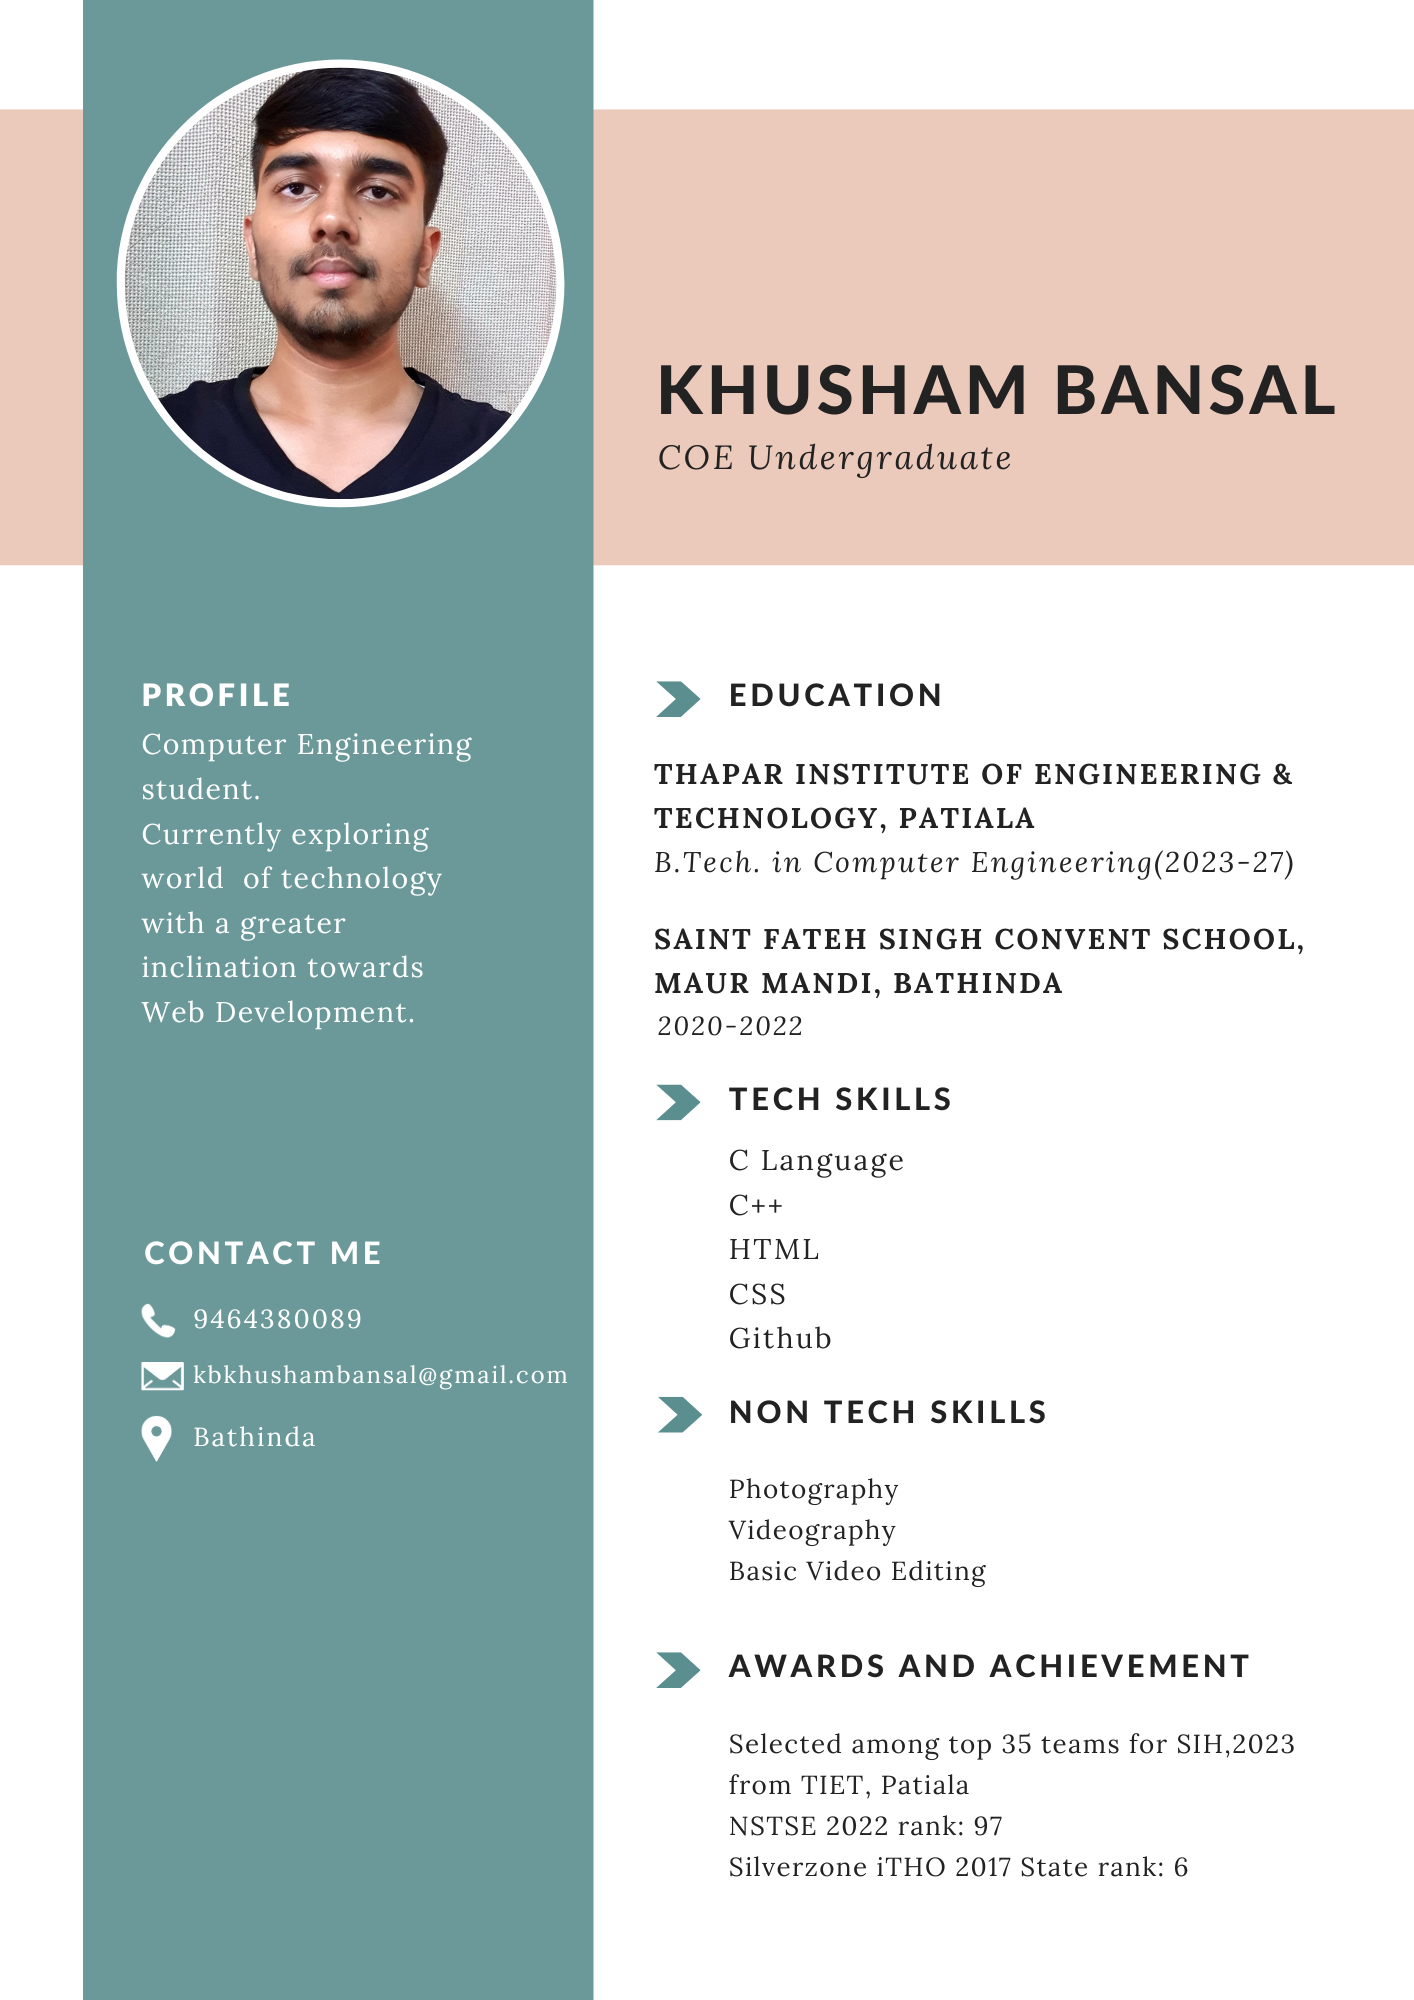 KHUSHAM BANSAL
COE Undergraduate
PROFILE
Computer Engineering
student.
Currently exploring
world  of technology
with a greater
inclination towards
Web Development.
CONTACT ME
9464380089
kbkhushambansal@gmail.com
Bathinda
EDUCATION
THAPAR INSTITUTE OF ENGINEERING &
TECHNOLOGY, PATIALA
B.Tech. in Computer Engineering(2023-27)
SAINT FATEH SINGH CONVENT SCHOOL,
MAUR MANDI, BATHINDA
2020-2022
TECH SKILLS
C Language
C++
HTML
CSS
Github
NON TECH SKILLS
Photography
Videography
Basic Video Editing
AWARDS AND ACHIEVEMENT
Selected among top 35 teams for SIH,2023
from TIET, Patiala
NSTSE 2022 rank: 97
Silverzone iTHO 2017 State rank: 6